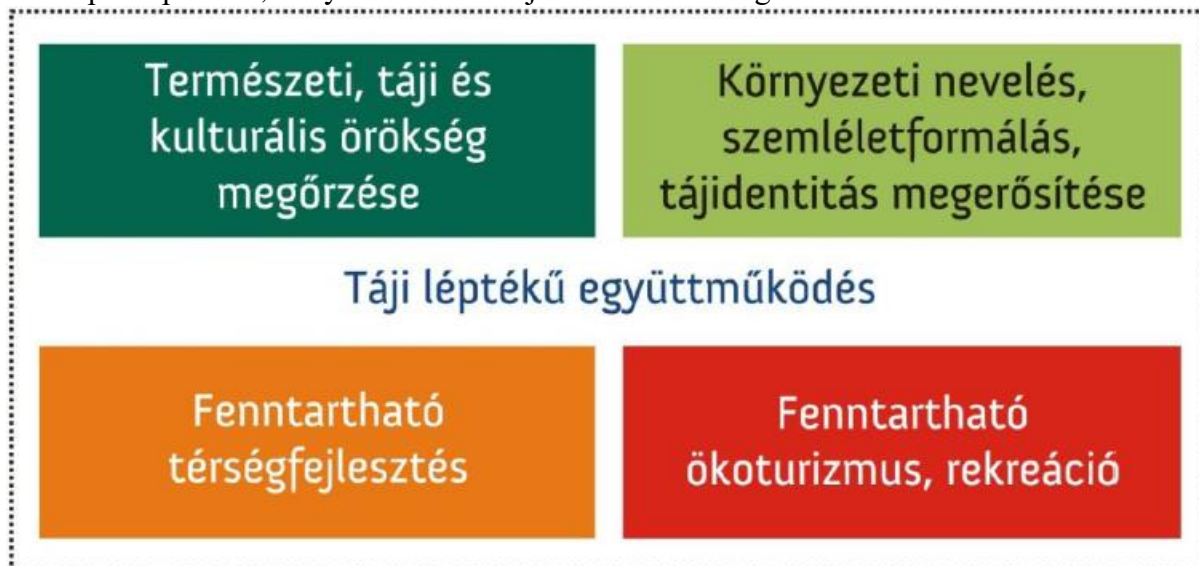 Természeti, táji és
kulturális örökség
megőrzése
Környezeti nevelés,
szemléletformálás,
tájidentitás megerősítése
Táji léptékű együttműködés
Fenntartható
térségfejlesztés
Fenntartható
ökoturizmus, rekreáció